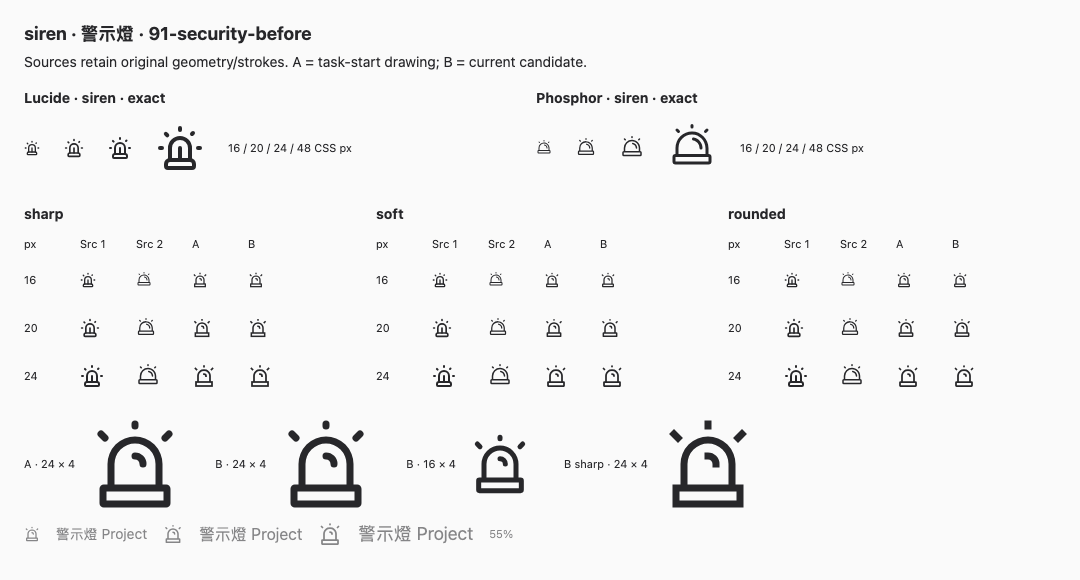 siren · 警示燈 · 91-security-before
Sources retain original geometry/strokes. A = task-start drawing; B = current candidate.
Lucide · siren · exact
16 / 20 / 24 / 48 CSS px
Phosphor · siren · exact
16 / 20 / 24 / 48 CSS px
sharp
px Src 1 Src 2 A B
16
20
24
soft
px Src 1 Src 2 A B
16
20
24
rounded
px Src 1 Src 2 A B
16
20
24
A · 24 × 4
B · 24 × 4
B · 16 × 4
B sharp · 24 × 4
警示燈 Project 警示燈 Project 警示燈 Project 55%